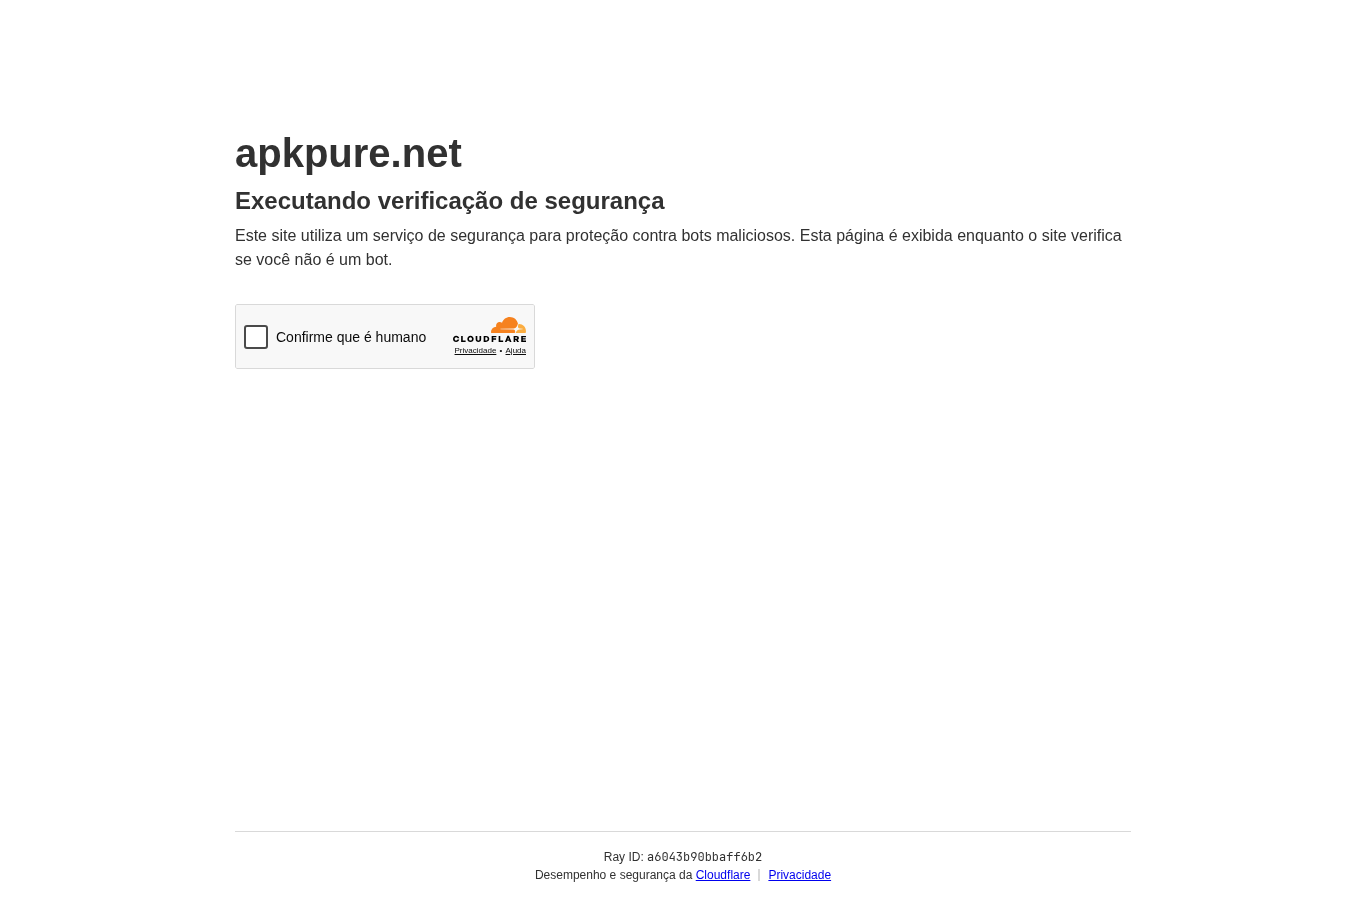 apkpure.net
Executando verificação de segurança
Este site utiliza um serviço de segurança para proteção contra bots maliciosos. Esta página é exibida enquanto o site verifica
se você não é um bot.
Confirme que é humano
CLOUDFLARE
Privacidade • Ajuda
Ray ID: a6043b90bbaff6b2
Desempenho e segurança da Cloudflare | Privacidade